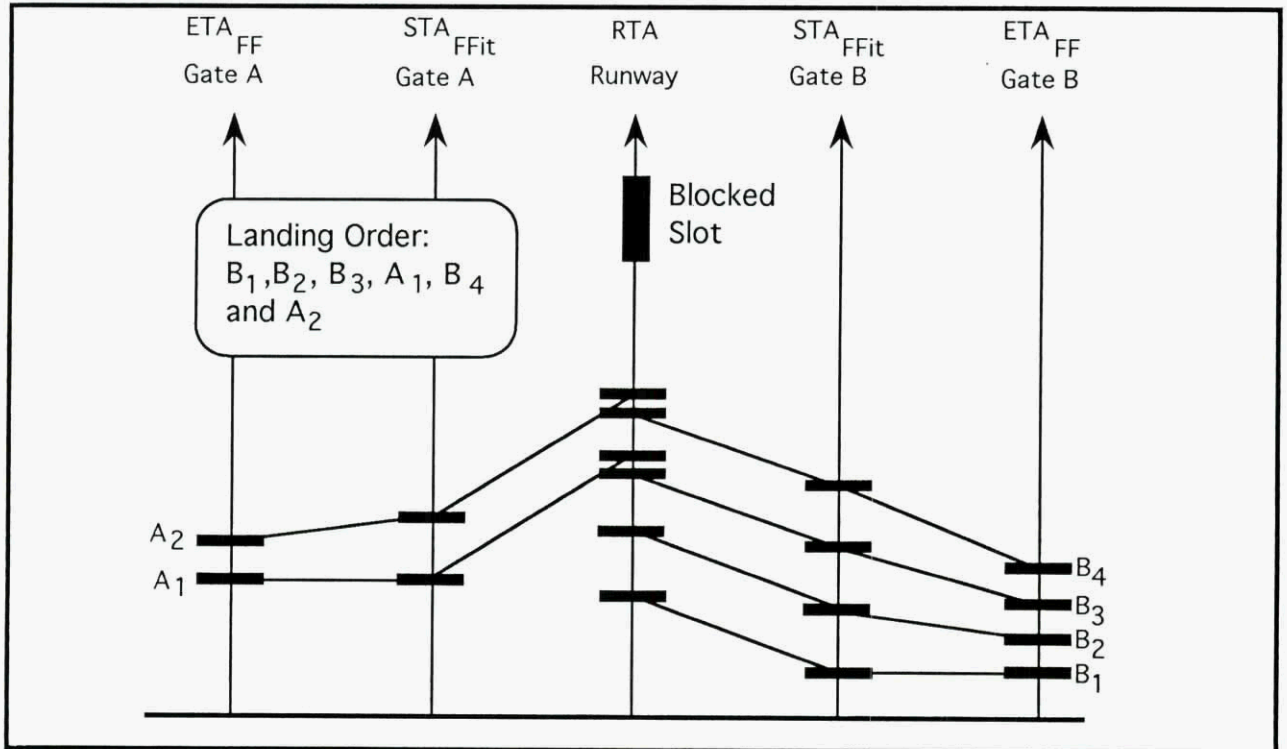 ETA FF Gate A
STA FFit Gate A
RTA Runway
STA FFit Gate B
ETA FF Gate B
Blocked
Slot
Landing Order:
B1,B2, B3, A1, B4
and A2
A2
A1
B4
B3
B2
B1